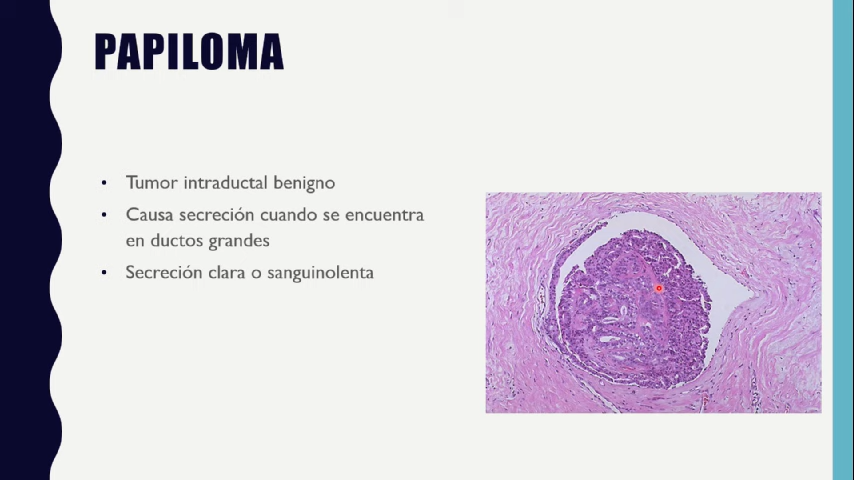 PAPILOMA
• Tumor intraductal benigno
• Causa secreción cuando se encuentra
en ductos grandes
• Secreción clara o sanguinolenta